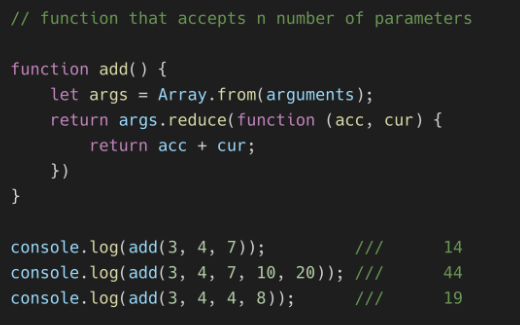 // function that accepts n number of parameters
function add() {
    let args = Array.from(arguments);
    return args.reduce(function (acc, cur) {
        return acc + cur;
    })
}
console.log(add(3, 4, 7));         ///      14
console.log(add(3, 4, 7, 10, 20)); ///      44
console.log(add(3, 4, 4, 8));      ///      19